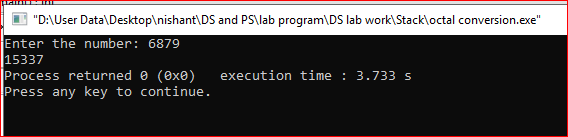 "D:\User Data\Desktop\nishant\DS and PS\lab program\DS lab work\Stack\octal conversion.exe"
Enter the number: 6879
15337
Process returned 0 (0x0)   execution time : 3.733 s
Press any key to continue.